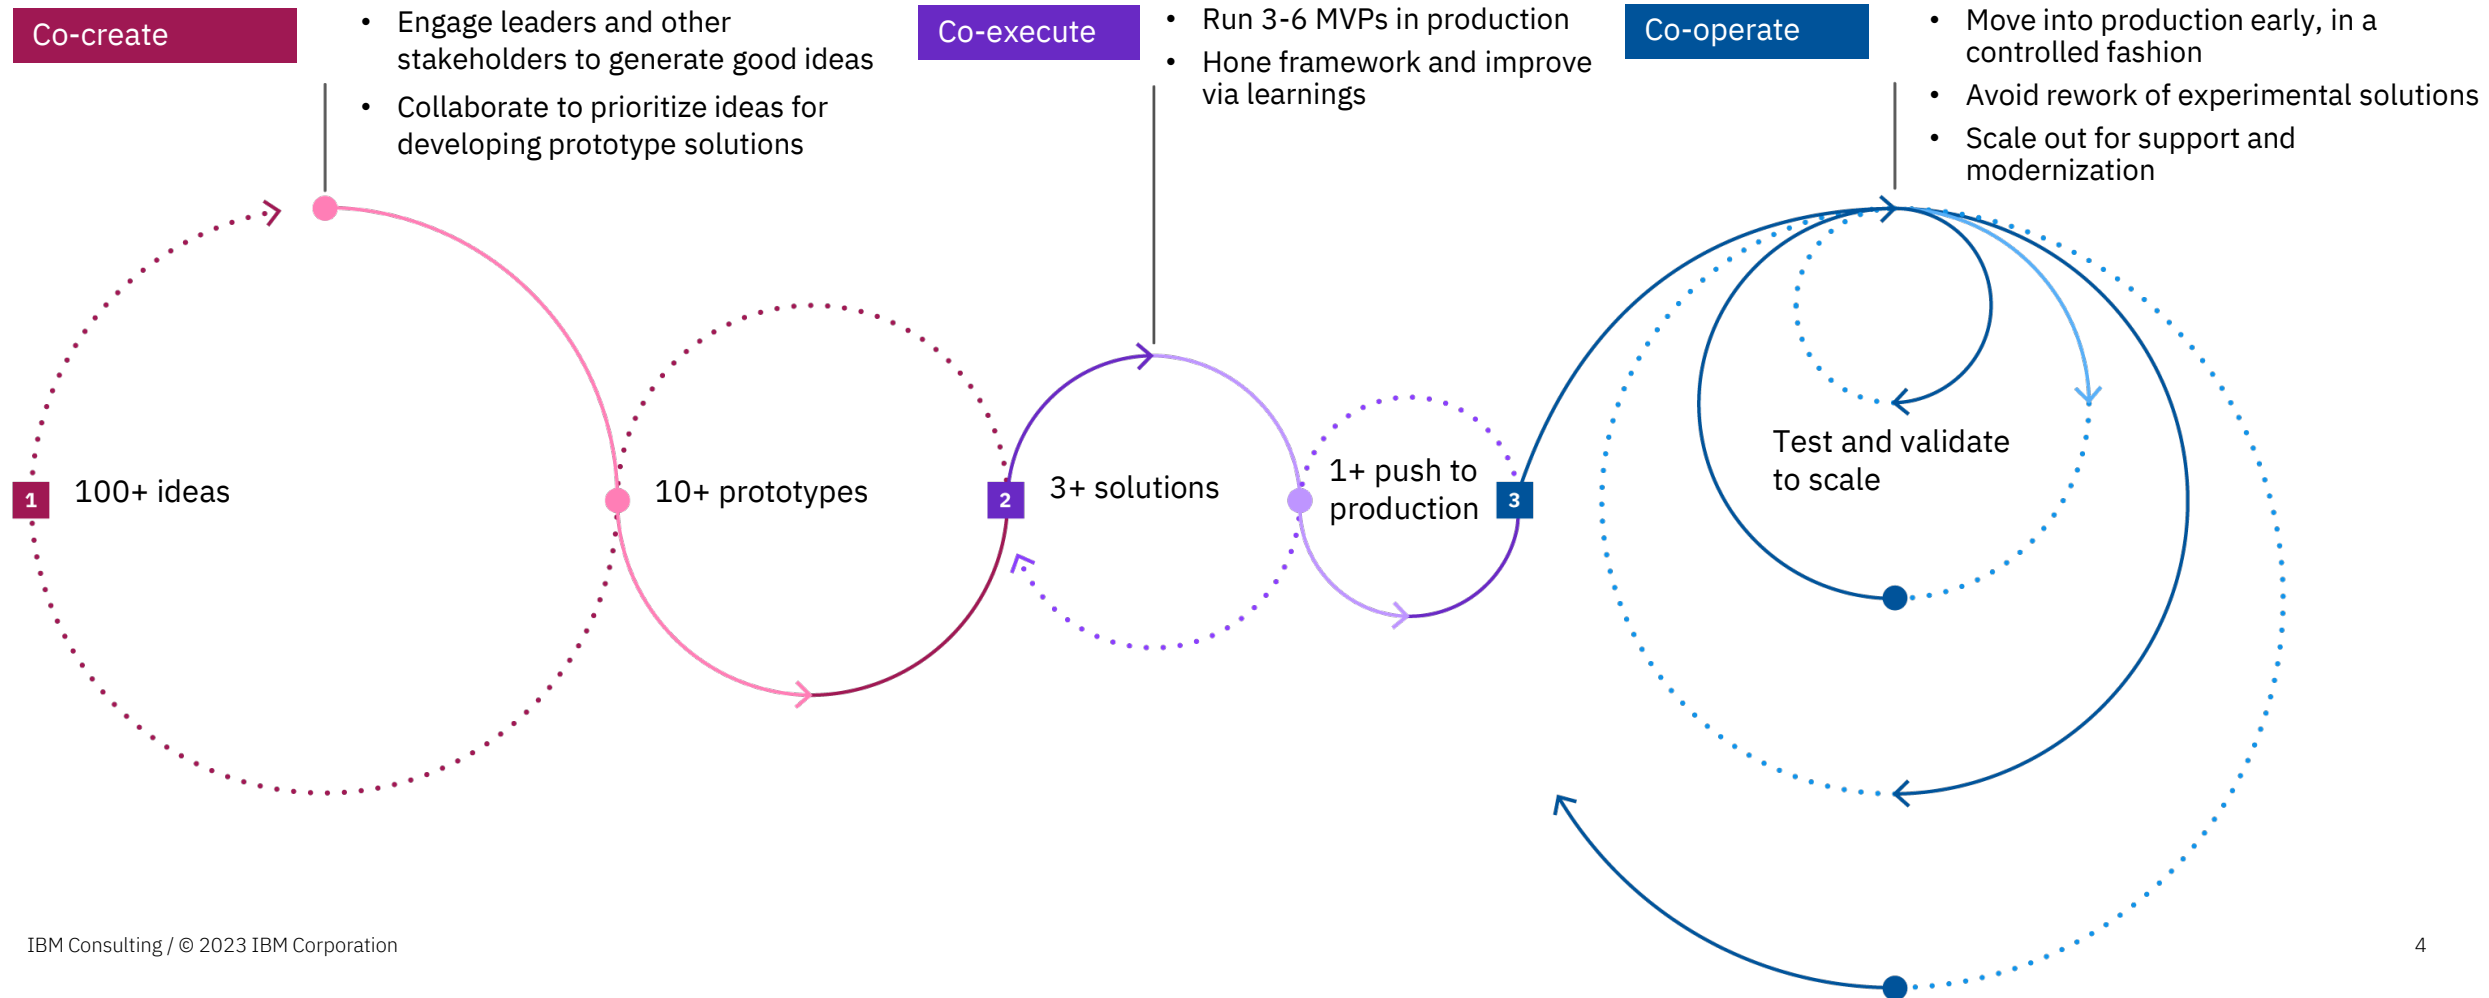 Co-create
• Engage leaders and other
stakeholders to generate good ideas
• Collaborate to prioritize ideas for
developing prototype solutions
Co-execute
• Run 3-6 MVPs in production
• Hone framework and improve
via learnings
Co-operate
• Move into production early, in a
controlled fashion
• Avoid rework of experimental solutions
• Scale out for support and
modernization
1
100+ ideas
10+ prototypes
2
3+ solutions
1+ push to
production
3
Test and validate
to scale
IBM Consulting / © 2023 IBM Corporation
4